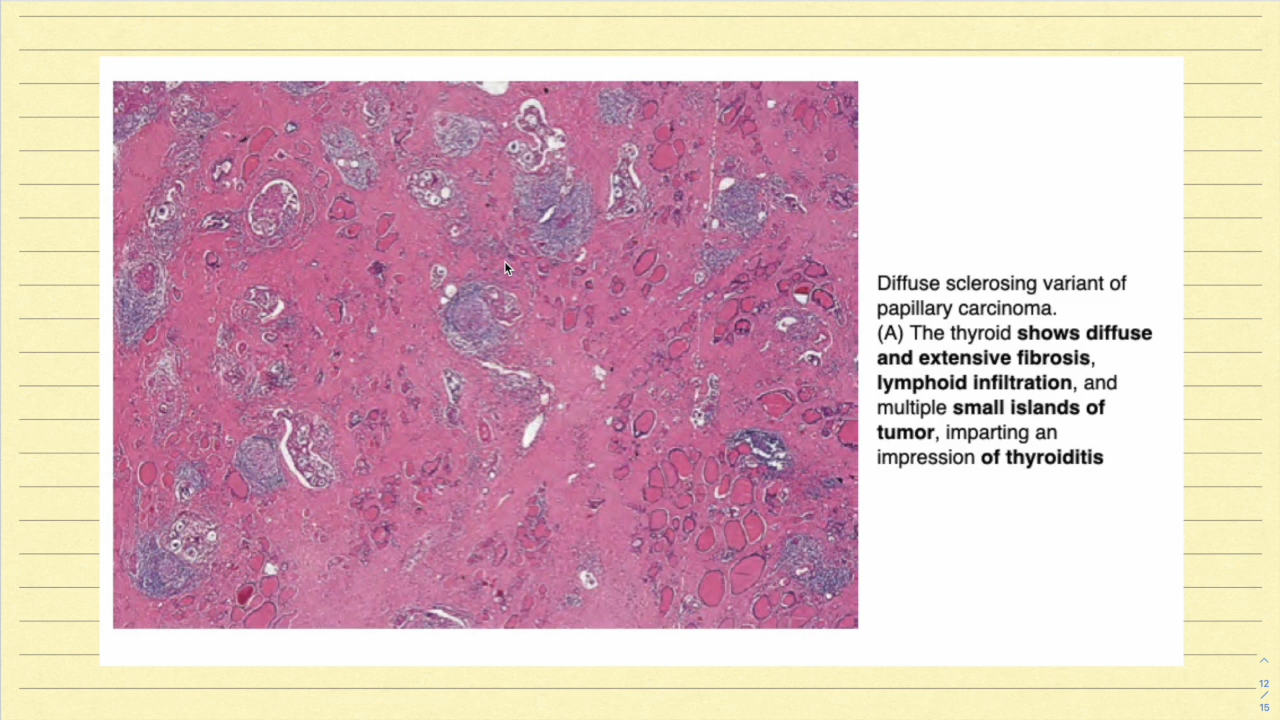 Diffuse sclerosing variant of
papillary carcinoma.
(A) The thyroid shows diffuse
and extensive fibrosis,
lymphoid infiltration, and
multiple small islands of
tumor, imparting an
impression of thyroiditis
12
/
15